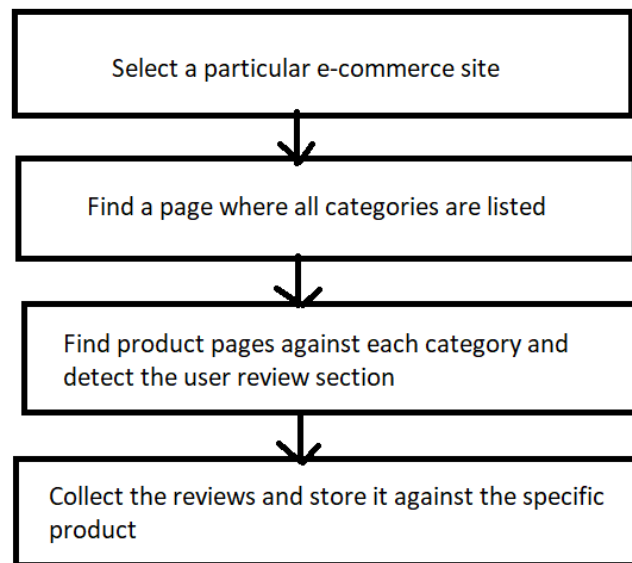 Select a particular e-commerce site
Find a page where all categories are listed
Find product pages against each category and
detect the user review section
Collect the reviews and store it against the specific
product